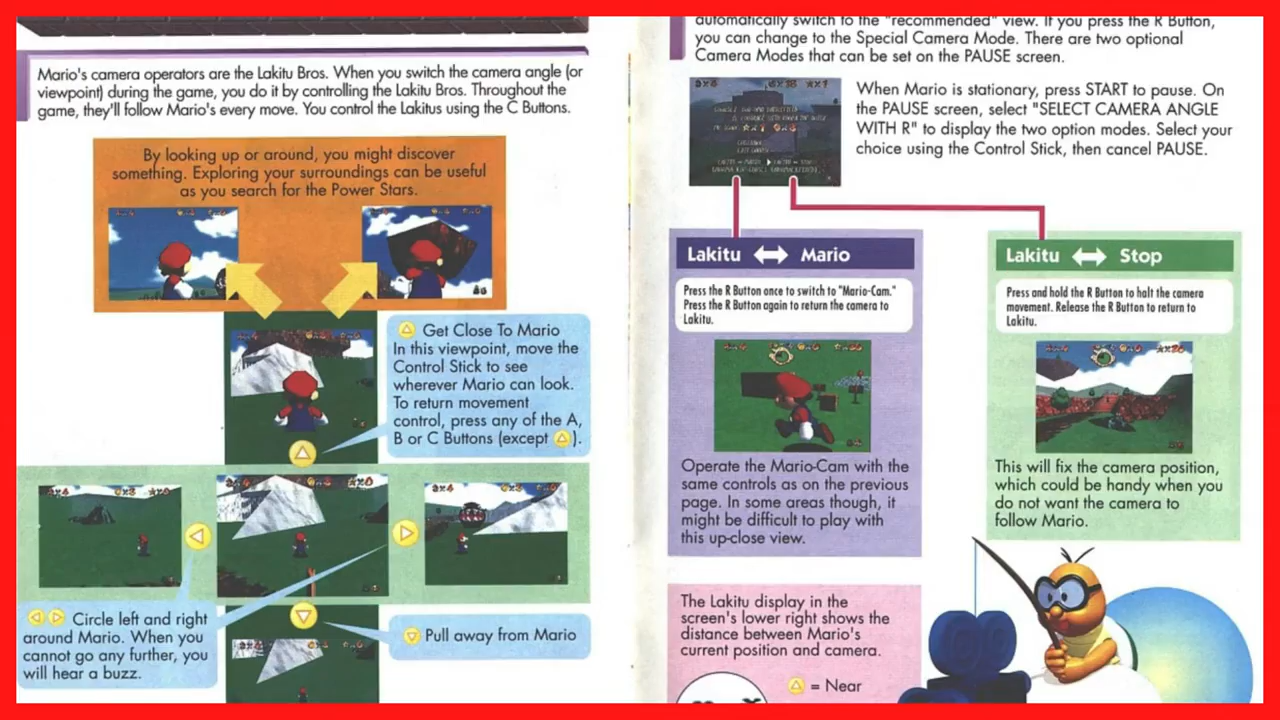 Mario's camera operators are the Lakitu Bros. When you switch the camera angle (or
viewpoint) during the game, you do it by controlling the Lakitu Bros. Throughout the
game, they'll follow Mario's every move. You control the Lakitus using the C Buttons.
By looking up or around, you might discover
something. Exploring your surroundings can be useful
as you search for the Power Stars.
Get Close To Mario
In this viewpoint, move the
Control Stick to see
wherever Mario can look.
To return movement
control, press any of the A,
B or C Buttons (except △).
Circle left and right
around Mario. When you
cannot go any further, you
will hear a buzz.
Pull away from Mario
automatically switch to the "recommended" view. If you press the R Button,
you can change to the Special Camera Mode. There are two optional
Camera Modes that can be set on the PAUSE screen.
When Mario is stationary, press START to pause. On
the PAUSE screen, select "SELECT CAMERA ANGLE
WITH R" to display the two option modes. Select your
choice using the Control Stick, then cancel PAUSE.
Lakitu ⟷ Mario
Press the R Button once to switch to "Mario-Cam."
Press the R Button again to return the camera to
Lakitu.
Operate the Mario-Cam with the
same controls as on the previous
page. In some areas though, it
might be difficult to play with
this up-close view.
Lakitu ⟷ Stop
Press and hold the R Button to halt the camera
movement. Release the R Button to return to
Lakitu.
This will fix the camera position,
which could be handy when you
do not want the camera to
follow Mario.
The Lakitu display in the
screen's lower right shows the
distance between Mario's
current position and camera.
△ = Near